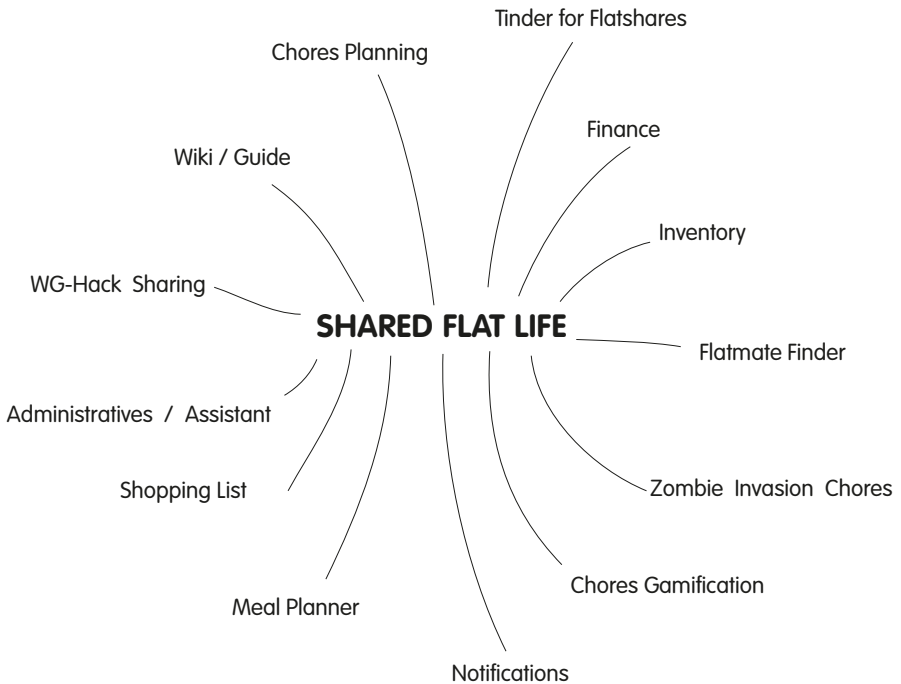 Tinder for Flatshares
Chores Planning
Finance
Wiki / Guide
Inventory
WG-Hack Sharing
SHARED FLAT LIFE
Flatmate Finder
Administratives / Assistant
Shopping List
Zombie Invasion Chores
Chores Gamification
Meal Planner
Notifications